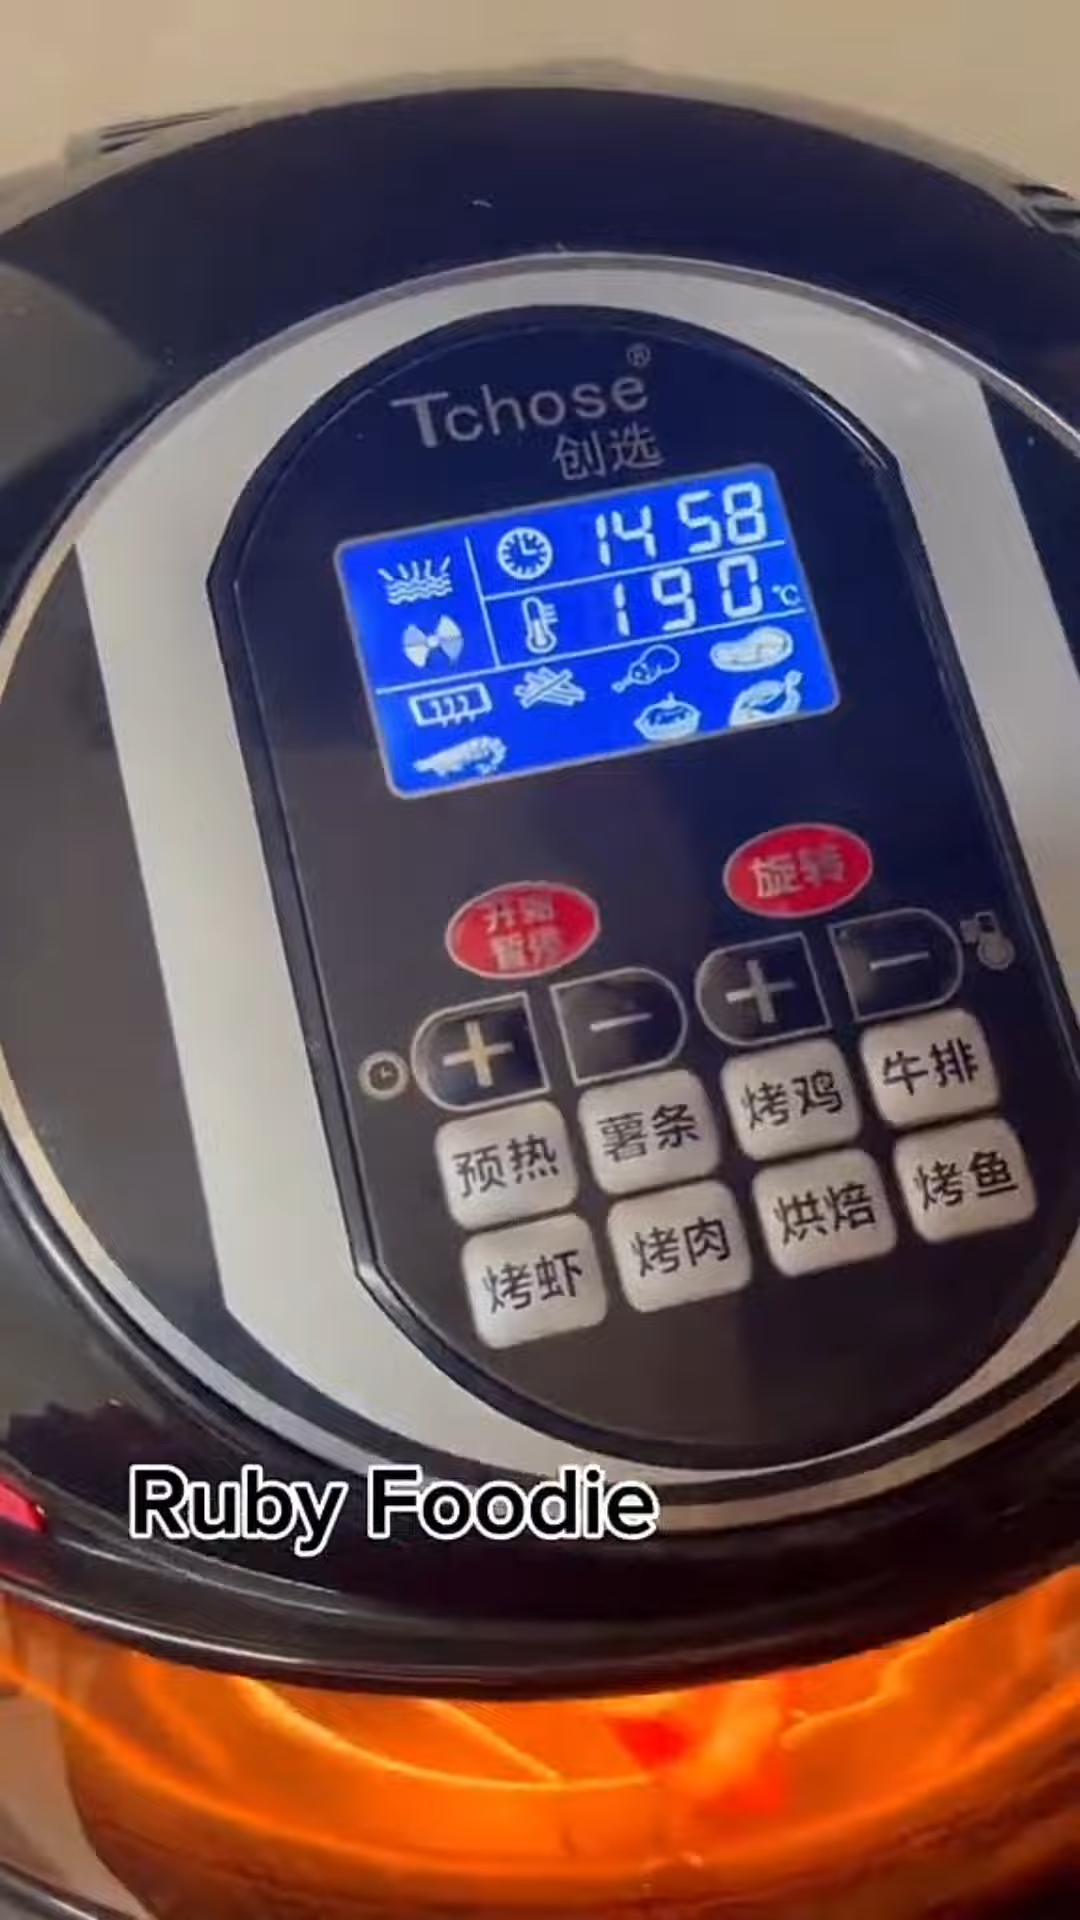 Tchose®
创选
14 58
190 ℃
旋转
开始
暂停
+ − + −
预热 薯条 烤鸡 牛排
烤虾 烤肉 烘焙 烤鱼
Ruby Foodie